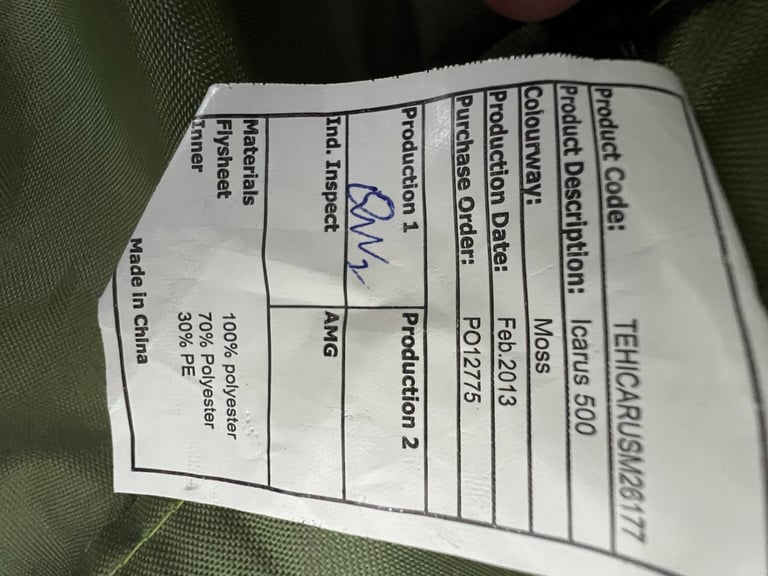 Product Code: TEHICARUSM26177
Product Description: Icarus 500
Colourway: Moss
Production Date: Feb.2013
Purchase Order: PO12775
Production 1 Production 2
Ind. Inspect AMG
Materials
Flysheet 100% polyester
Inner 70% Polyester
30% PE
Made in China